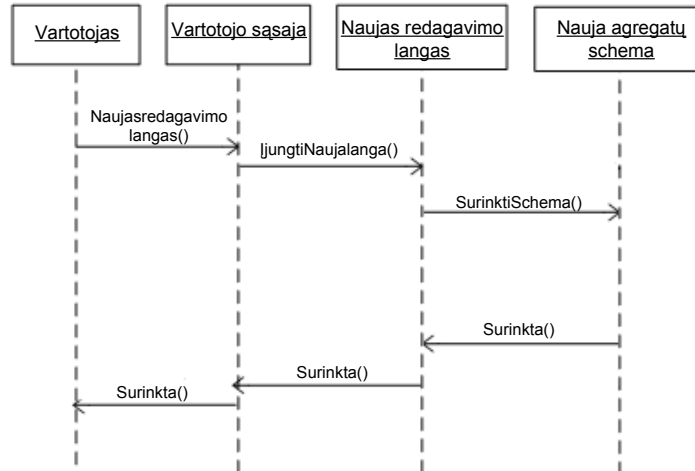 Vartotojas
Vartotojo sąsaja
Naujas redagavimo
langas
Nauja agregatų
schema
Naujasredagavimo
langas()
ĮjungtiNaujalanga()
SurinktiSchema()
Surinkta()
Surinkta()
Surinkta()